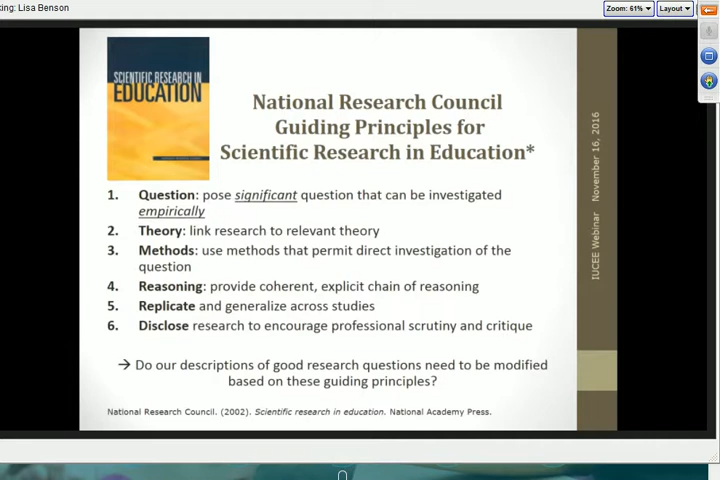 king: Lisa Benson
Zoom: 61%
Layout
SCIENTIFIC RESEARCH IN
EDUCATION
National Research Council
Guiding Principles for
Scientific Research in Education*
1. Question: pose significant question that can be investigated
empirically
2. Theory: link research to relevant theory
3. Methods: use methods that permit direct investigation of the
question
4. Reasoning: provide coherent, explicit chain of reasoning
5. Replicate and generalize across studies
6. Disclose research to encourage professional scrutiny and critique
→ Do our descriptions of good research questions need to be modified
based on these guiding principles?
National Research Council. (2002). Scientific research in education. National Academy Press.
IUCEE Webinar November 16, 2016